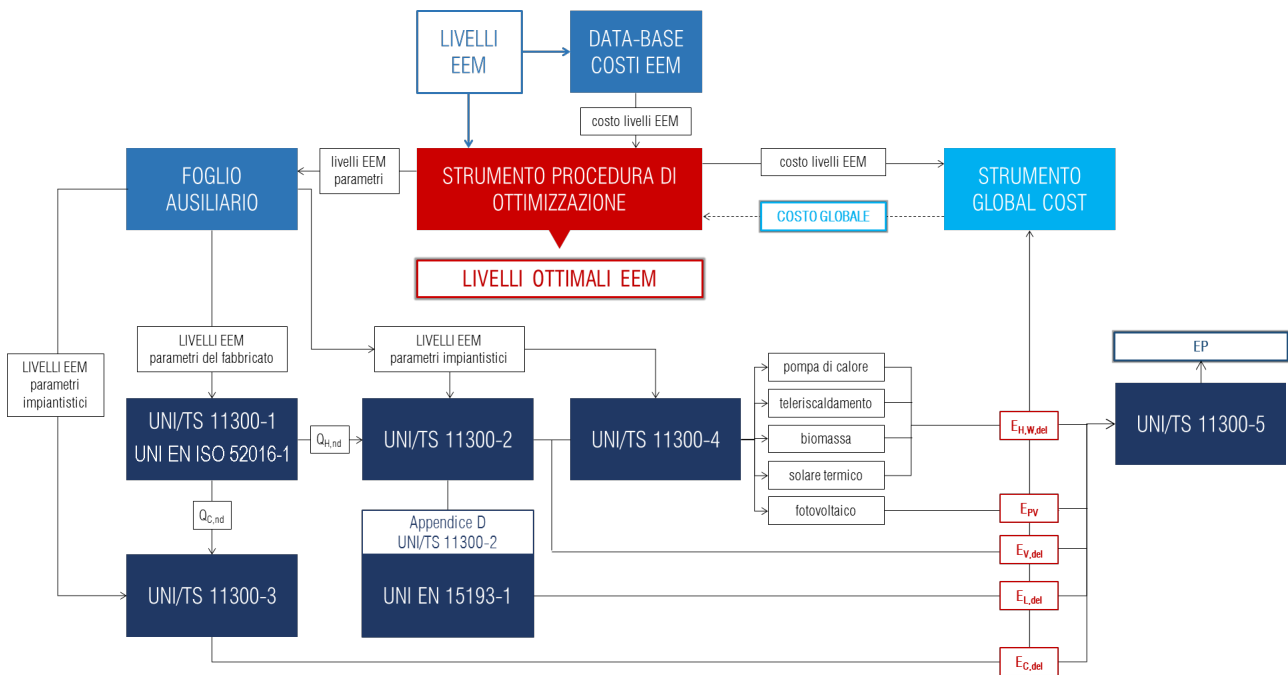 LIVELLI
EEM
DATA-BASE
COSTI EEM
costo livelli EEM
FOGLIO
AUSILIARIO
livelli EEM
parametri
STRUMENTO PROCEDURA DI
OTTIMIZZAZIONE
costo livelli EEM
COSTO GLOBALE
STRUMENTO
GLOBAL COST
LIVELLI OTTIMALI EEM
LIVELLI EEM
parametri
impiantistici
LIVELLI EEM
parametri del fabbricato
LIVELLI EEM
parametri impiantistici
EP
pompa di calore
teleriscaldamento
biomassa
solare termico
fotovoltaico
UNI/TS 11300-1
UNI EN ISO 52016-1
QH,nd
UNI/TS 11300-2
UNI/TS 11300-4
EH,W,del
UNI/TS 11300-5
QC,nd
Appendice D
UNI/TS 11300-2
EPV
EV,del
UNI/TS 11300-3
UNI EN 15193-1
EL,del
EC,del